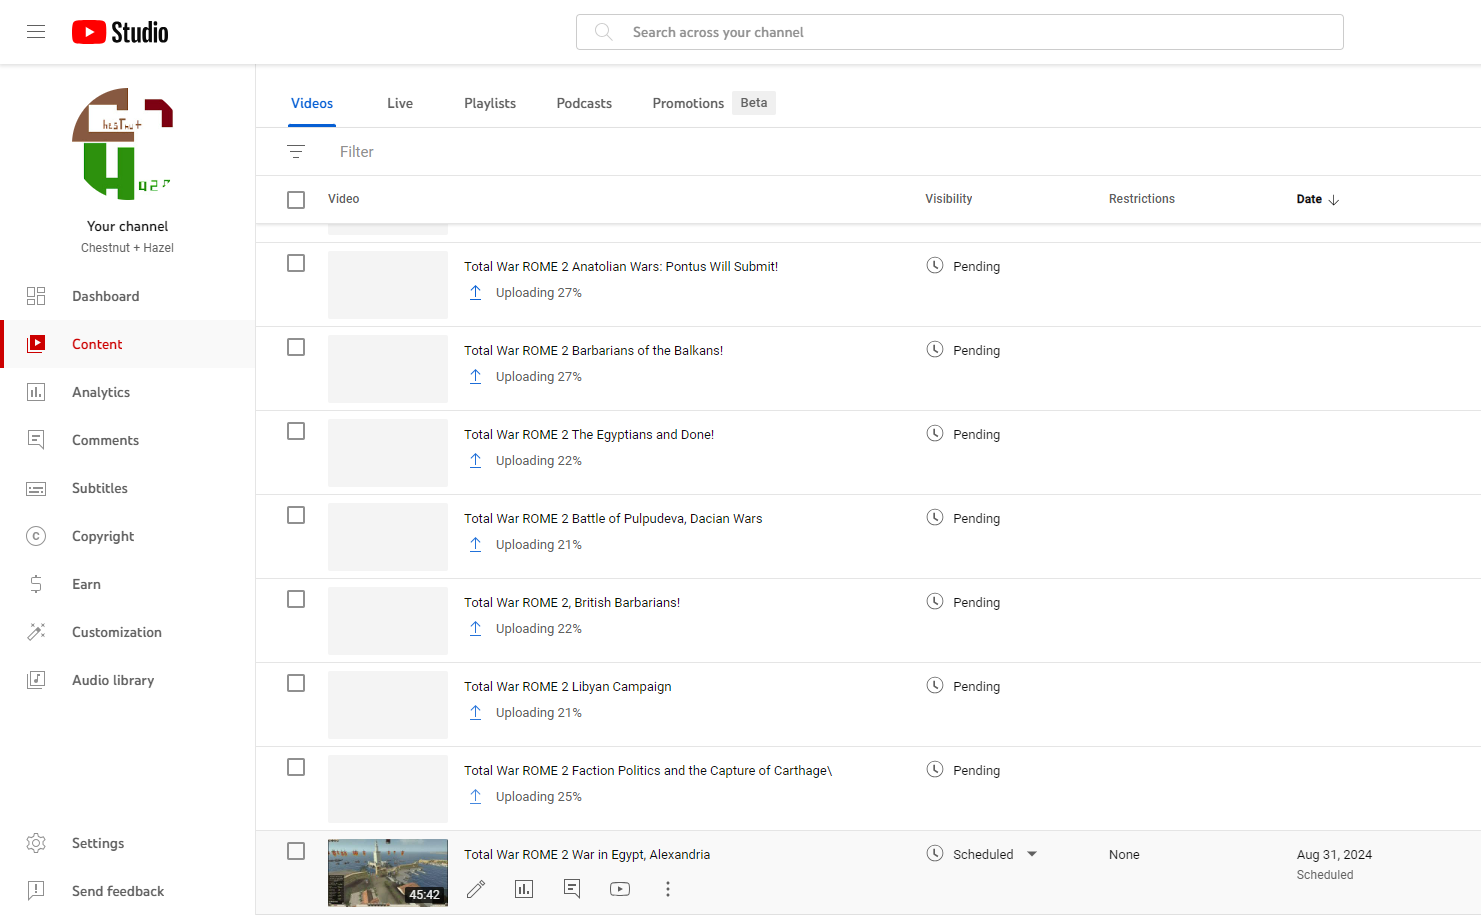 Studio
Search across your channel
Videos Live Playlists Podcasts Promotions Beta
Filter
Video Visibility Restrictions Date
ChesTnut
Your channel
Chestnut + Hazel
Dashboard
Content
Analytics
Comments
Subtitles
Copyright
Earn
Customization
Audio library
Settings
Send feedback
Total War ROME 2 Anatolian Wars: Pontus Will Submit! Pending
Uploading 27%
Total War ROME 2 Barbarians of the Balkans! Pending
Uploading 27%
Total War ROME 2 The Egyptians and Done! Pending
Uploading 22%
Total War ROME 2 Battle of Pulpudeva, Dacian Wars Pending
Uploading 21%
Total War ROME 2, British Barbarians! Pending
Uploading 22%
Total War ROME 2 Libyan Campaign Pending
Uploading 21%
Total War ROME 2 Faction Politics and the Capture of Carthage\ Pending
Uploading 25%
Total War ROME 2 War in Egypt, Alexandria Scheduled None Aug 31, 2024
Scheduled
45:42